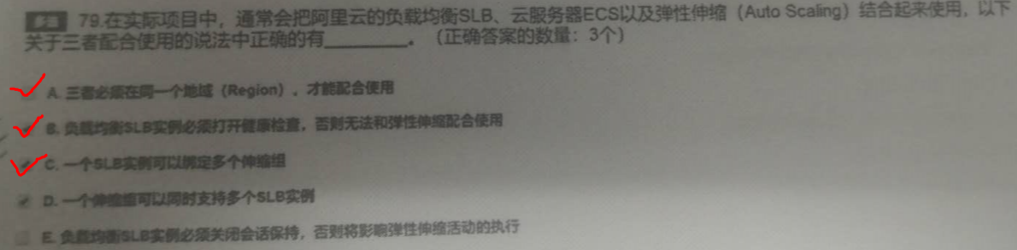 多选 79.在实际项目中，通常会把阿里云的负载均衡SLB、云服务器ECS以及弹性伸缩（Auto Scaling）结合起来使用，以下
关于三者配合使用的说法中正确的有________。（正确答案的数量：3个）
A. 三者必须在同一个地域（Region），才能配合使用
B. 负载均衡SLB实例必须打开健康检查，否则无法和弹性伸缩配合使用
C. 一个SLB实例可以绑定多个伸缩组
D. 一个伸缩组可以同时支持多个SLB实例
E. 负载均衡SLB实例必须关闭会话保持，否则将影响弹性伸缩活动的执行